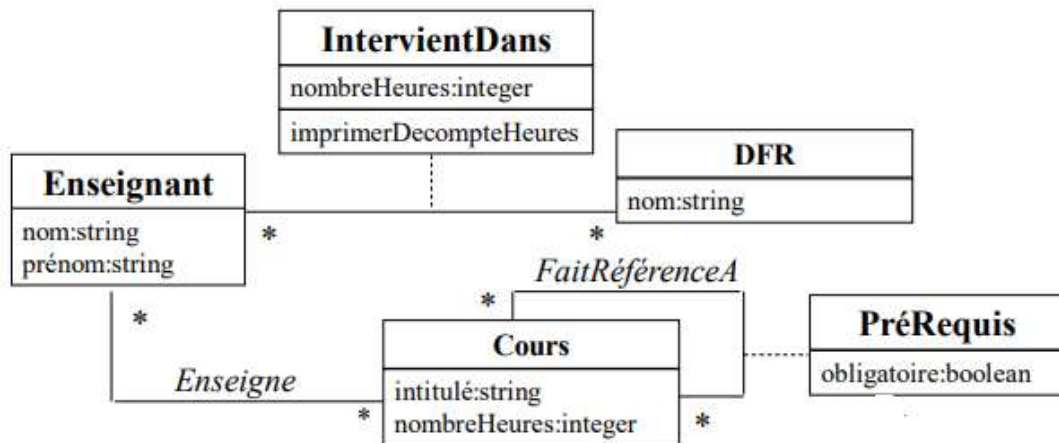 IntervientDans
nombreHeures:integer
imprimerDecompteHeures
DFR
nom:string
Enseignant
nom:string
prénom:string
*
*
FaitRéférenceA
*
*
PréRequis
obligatoire:boolean
Cours
intitulé:string
nombreHeures:integer
Enseigne
*
*